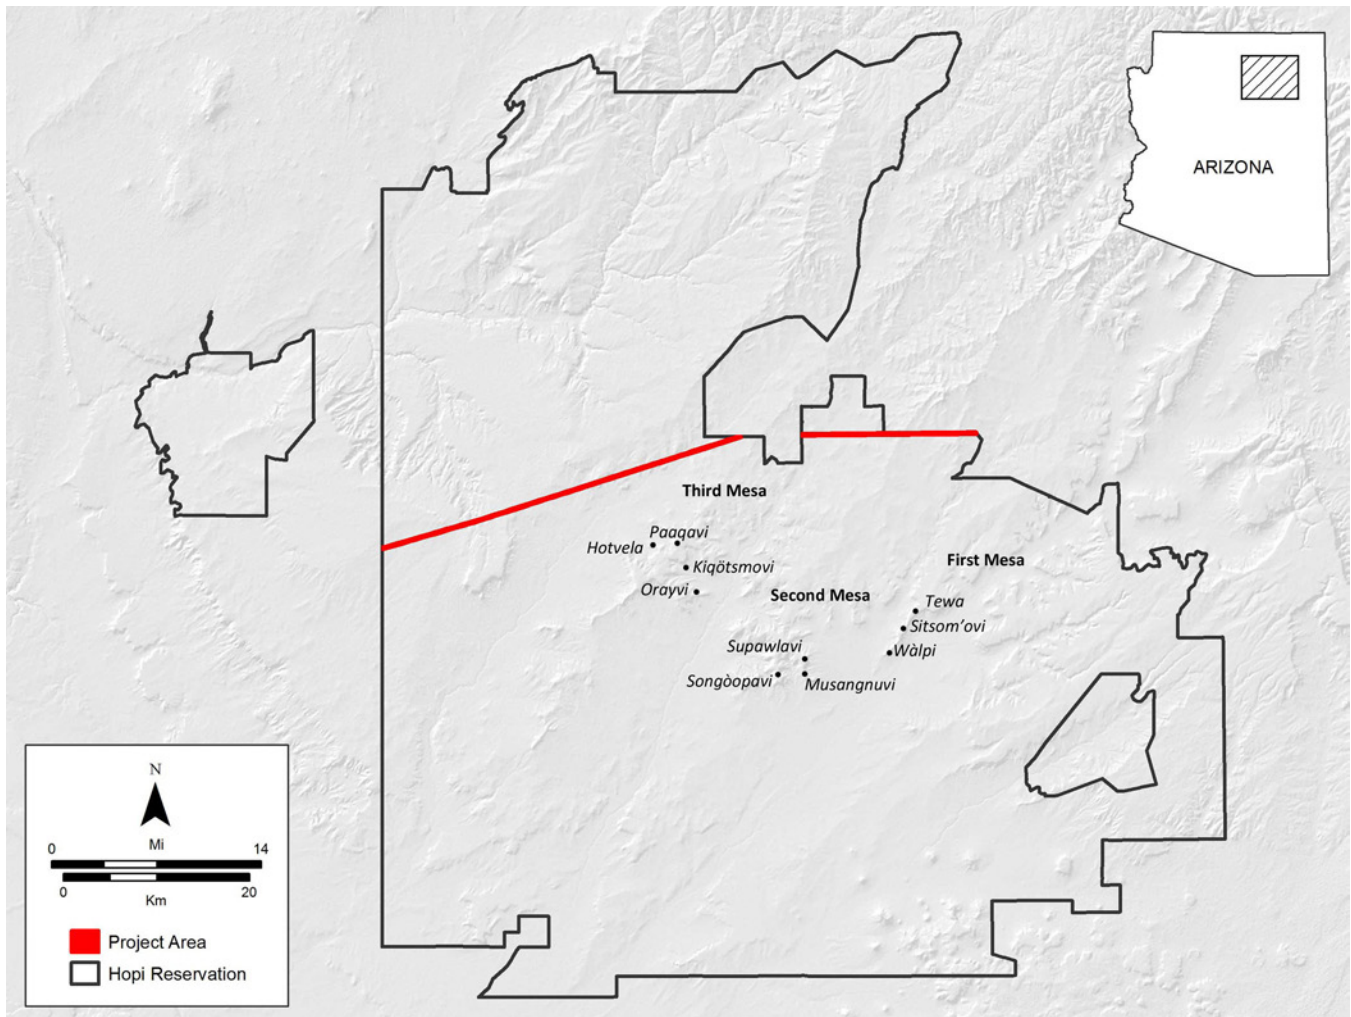 ARIZONA
Third Mesa
Paaqavi
Hotvela
Kiqötsmovi
First Mesa
Orayvi
Second Mesa
Tewa
Sitsom'ovi
Supawlavi
Wàlpi
Songòopavi
Musangnuvi
N
Mi
0 14
0 20
Km
Project Area
Hopi Reservation